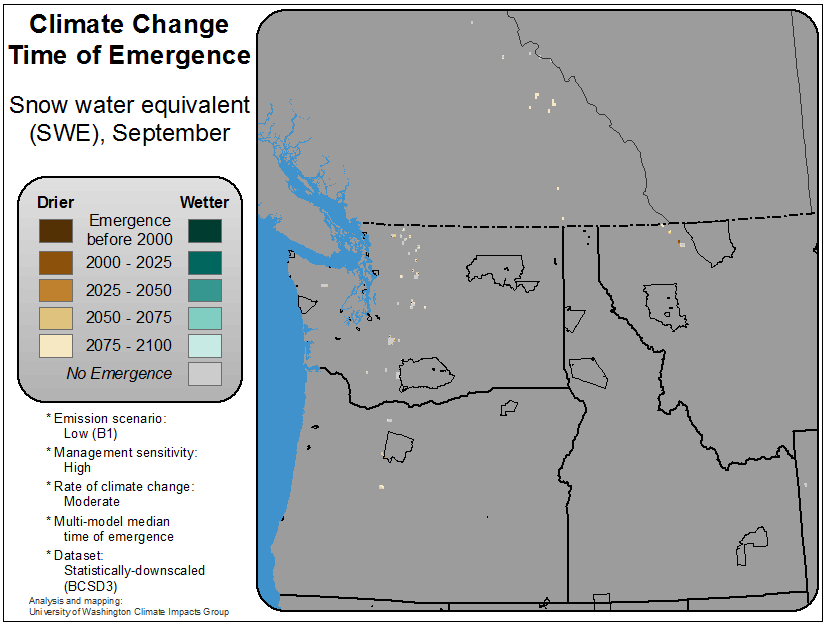 Climate Change
Time of Emergence
Snow water equivalent
(SWE), September
Drier Wetter
Emergence
before 2000
2000 - 2025
2025 - 2050
2050 - 2075
2075 - 2100
No Emergence
* Emission scenario:
Low (B1)
* Management sensitivity:
High
* Rate of climate change:
Moderate
* Multi-model median
time of emergence
* Dataset:
Statistically-downscaled
(BCSD3)
Analysis and mapping:
University of Washington Climate Impacts Group